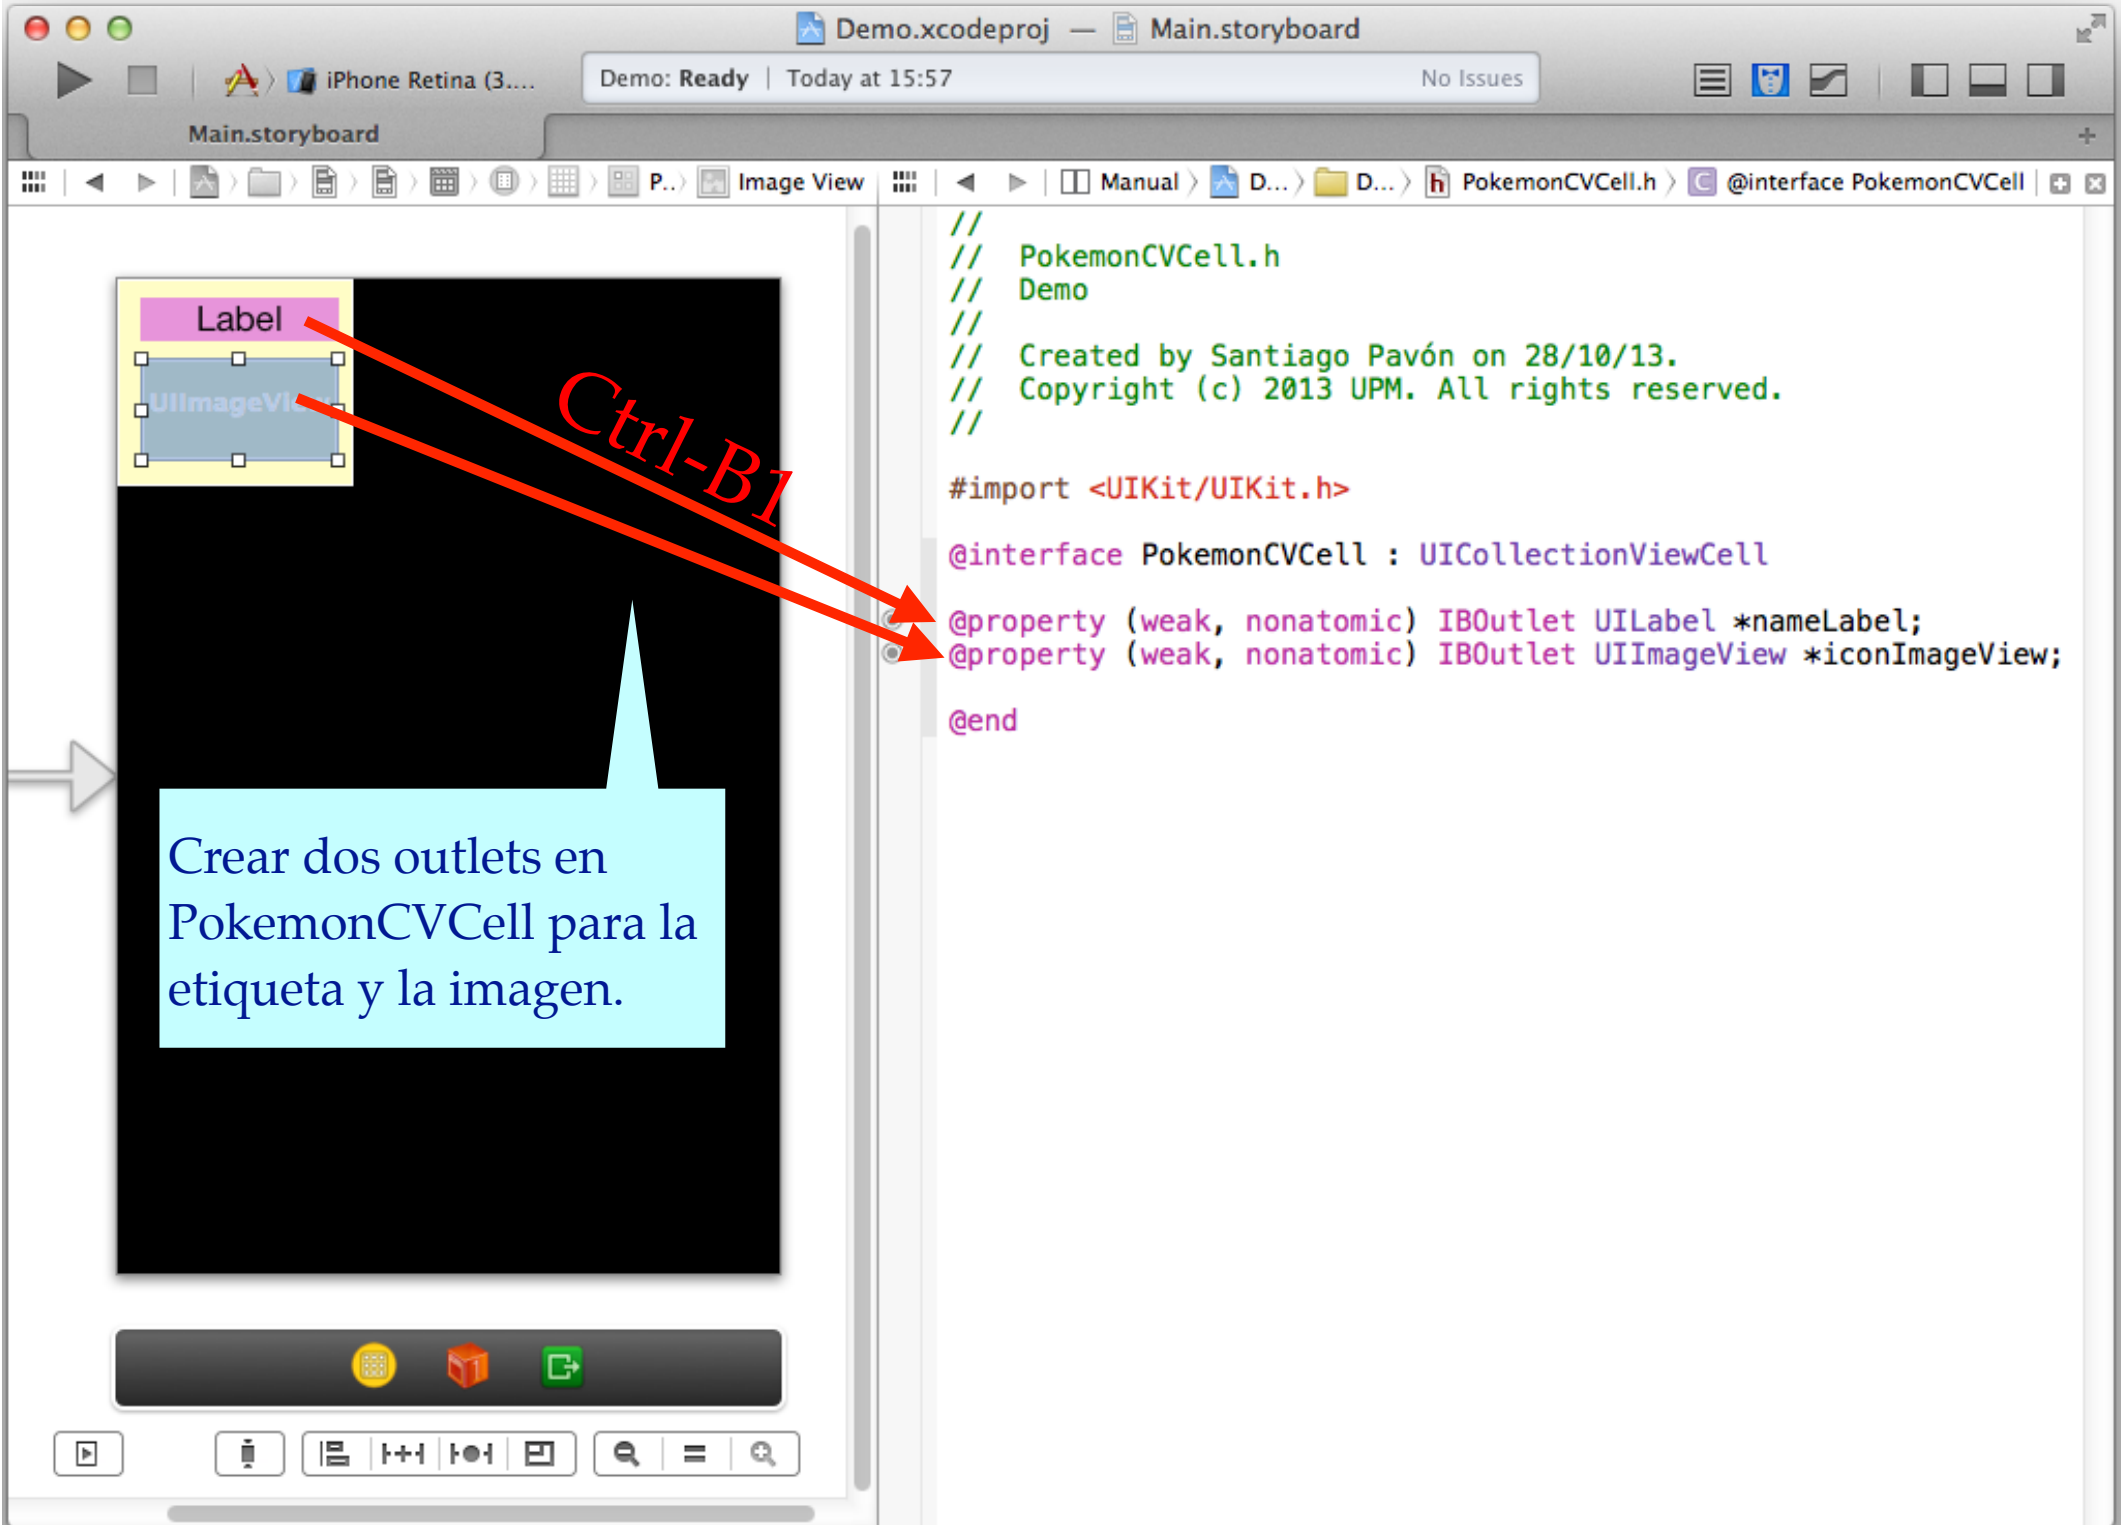 Demo.xcodeproj — Main.storyboard
iPhone Retina (3....
Demo: Ready | Today at 15:57
No Issues
Main.storyboard
P.. Image View
Manual D... D... h PokemonCVCell.h C @interface PokemonCVCell
Label
UIImageView
Ctrl-B1
Crear dos outlets en
PokemonCVCell para la
etiqueta y la imagen.
//
//  PokemonCVCell.h
//  Demo
//
//  Created by Santiago Pavón on 28/10/13.
//  Copyright (c) 2013 UPM. All rights reserved.
//
#import <UIKit/UIKit.h>
@interface PokemonCVCell : UICollectionViewCell
@property (weak, nonatomic) IBOutlet UILabel *nameLabel;
@property (weak, nonatomic) IBOutlet UIImageView *iconImageView;
@end